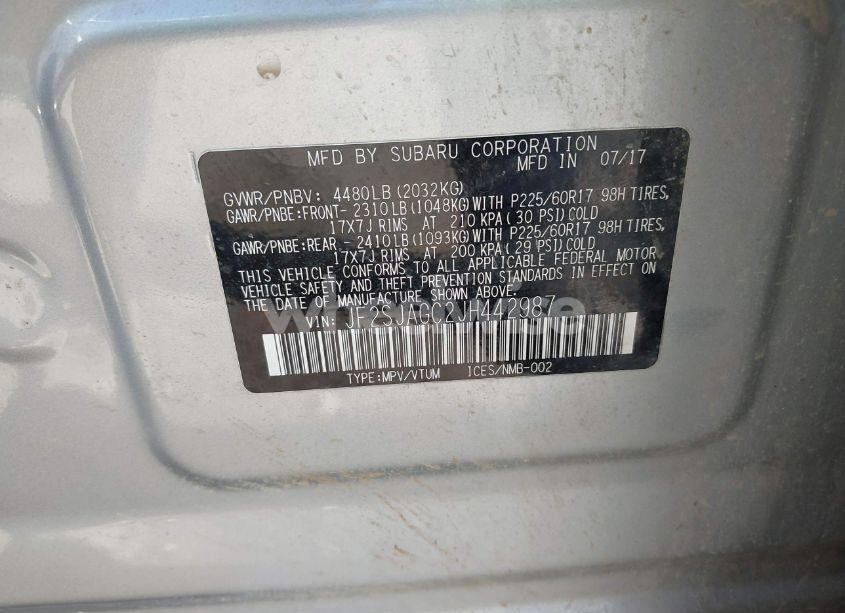 MFD BY SUBARU CORPORATION
MFD IN 07/17
GVWR/PNBV: 4480LB(2032KG)
GAWR/PNBE:FRONT- 2310LB(1048KG)WITH P225/60R17 98H TIRES,
17X7J RIMS AT 210 KPA( 30 PSI)COLD
GAWR/PNBE:REAR - 2410LB(1093KG)WITH P225/60R17 98H TIRES,
17X7J RIMS AT 200 KPA( 29 PSI)COLD
THIS VEHICLE CONFORMS TO ALL APPLICABLE FEDERAL MOTOR
VEHICLE SAFETY AND THEFT PREVENTION STANDARDS IN EFFECT ON
THE DATE OF MANUFACTURE SHOWN ABOVE.
VIN: JF2SJAGC2JH442987
TYPE:MPV/VTUM ICES/NMB-002